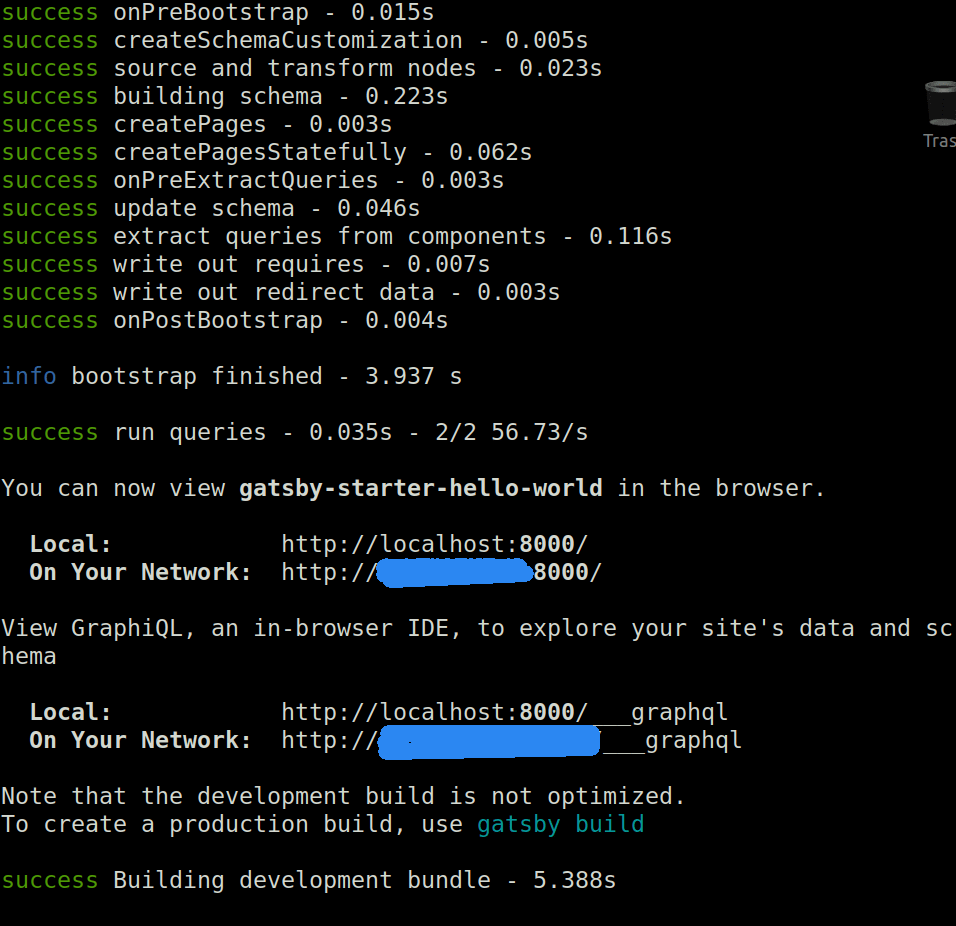 success onPreBootstrap - 0.015s
success createSchemaCustomization - 0.005s
success source and transform nodes - 0.023s
success building schema - 0.223s
success createPages - 0.003s
success createPagesStatefully - 0.062s
success onPreExtractQueries - 0.003s
success update schema - 0.046s
success extract queries from components - 0.116s
success write out requires - 0.007s
success write out redirect data - 0.003s
success onPostBootstrap - 0.004s
info bootstrap finished - 3.937 s
success run queries - 0.035s - 2/2 56.73/s
You can now view gatsby-starter-hello-world in the browser.
Local: http://localhost:8000/
On Your Network: http://8000/
View GraphiQL, an in-browser IDE, to explore your site's data and sc
hema
Local: http://localhost:8000/___graphql
On Your Network: http://___graphql
Note that the development build is not optimized.
To create a production build, use gatsby build
success Building development bundle - 5.388s
Tras